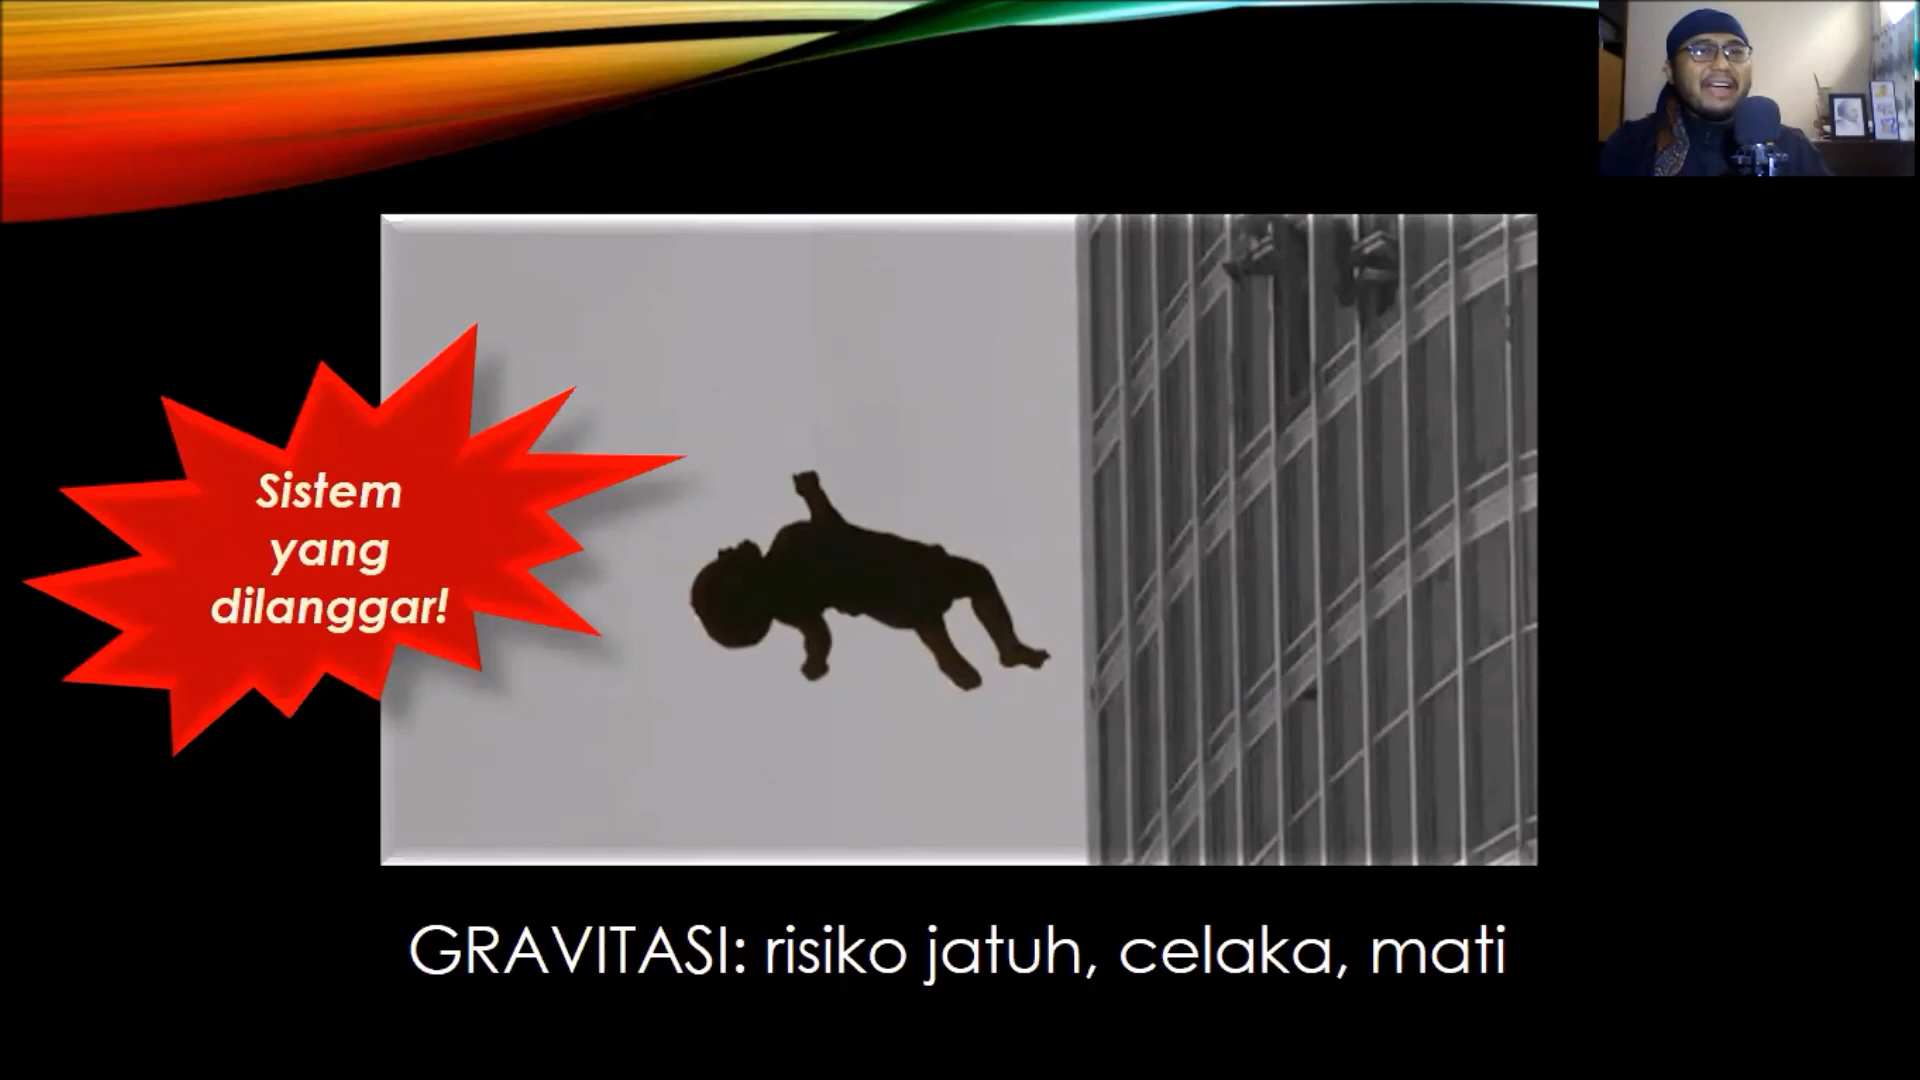 Sistem
yang
dilanggar!
GRAVITASI: risiko jatuh, celaka, mati